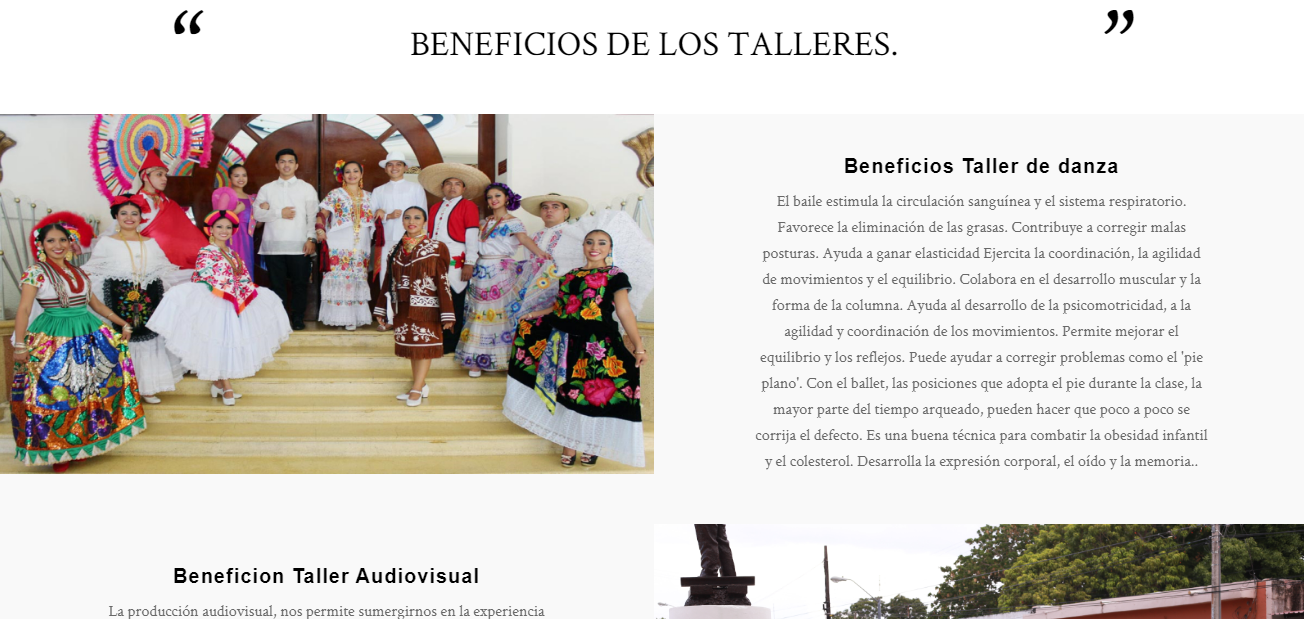 “ ”
BENEFICIOS DE LOS TALLERES.
Beneficios Taller de danza
El baile estimula la circulación sanguínea y el sistema respiratorio.
Favorece la eliminación de las grasas. Contribuye a corregir malas
posturas. Ayuda a ganar elasticidad Ejercita la coordinación, la agilidad
de movimientos y el equilibrio. Colabora en el desarrollo muscular y la
forma de la columna. Ayuda al desarrollo de la psicomotricidad, a la
agilidad y coordinación de los movimientos. Permite mejorar el
equilibrio y los reflejos. Puede ayudar a corregir problemas como el 'pie
plano'. Con el ballet, las posiciones que adopta el pie durante la clase, la
mayor parte del tiempo arqueado, pueden hacer que poco a poco se
corrija el defecto. Es una buena técnica para combatir la obesidad infantil
y el colesterol. Desarrolla la expresión corporal, el oído y la memoria..
Beneficion Taller Audiovisual
La producción audiovisual, nos permite sumergirnos en la experiencia